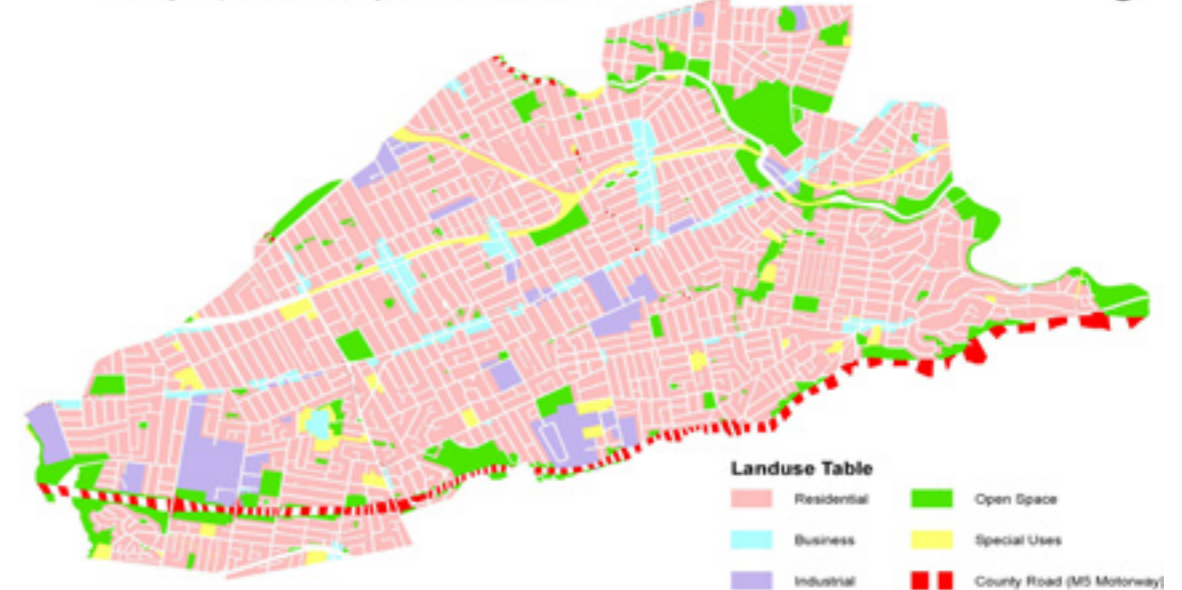 Landuse Table
Residential
Open Space
Business
Special Uses
Industrial
County Road (M5 Motorway)